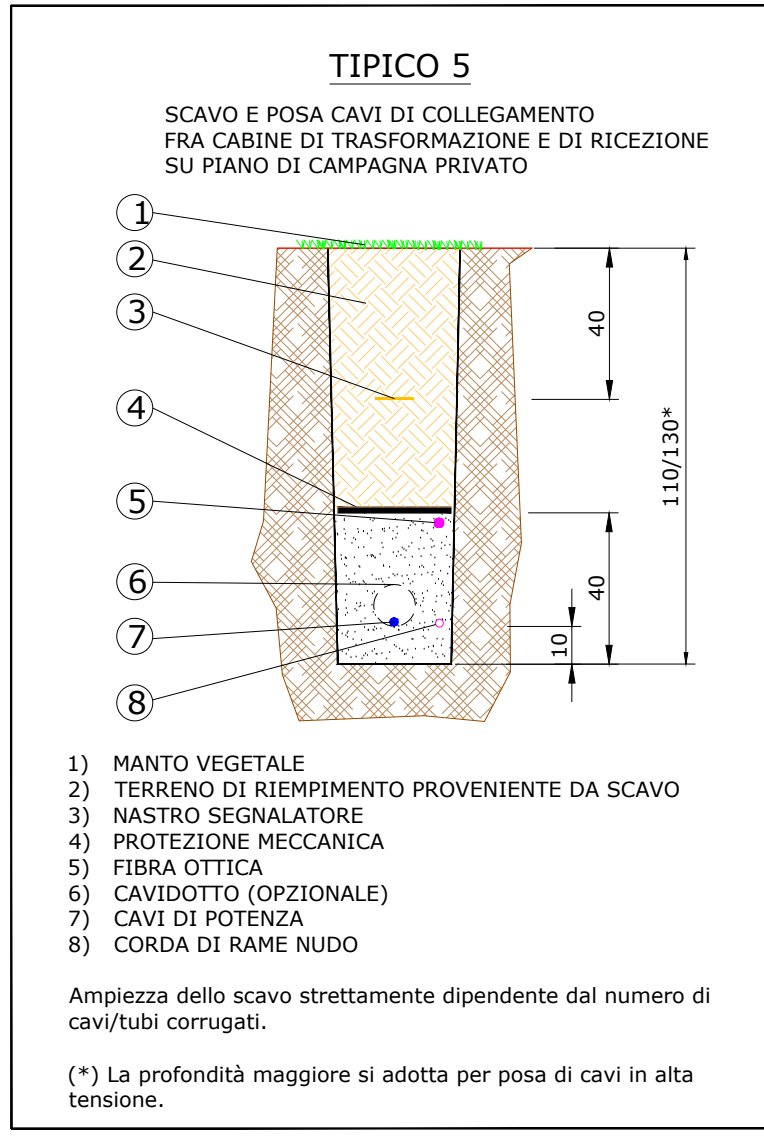 TIPICO 5
SCAVO E POSA CAVI DI COLLEGAMENTO
FRA CABINE DI TRASFORMAZIONE E DI RICEZIONE
SU PIANO DI CAMPAGNA PRIVATO
1
2
3
4
5
6
7
8
40
110/130*
40
10
1) MANTO VEGETALE
2) TERRENO DI RIEMPIMENTO PROVENIENTE DA SCAVO
3) NASTRO SEGNALATORE
4) PROTEZIONE MECCANICA
5) FIBRA OTTICA
6) CAVIDOTTO (OPZIONALE)
7) CAVI DI POTENZA
8) CORDA DI RAME NUDO
Ampiezza dello scavo strettamente dipendente dal numero di
cavi/tubi corrugati.
(*) La profondità maggiore si adotta per posa di cavi in alta
tensione.